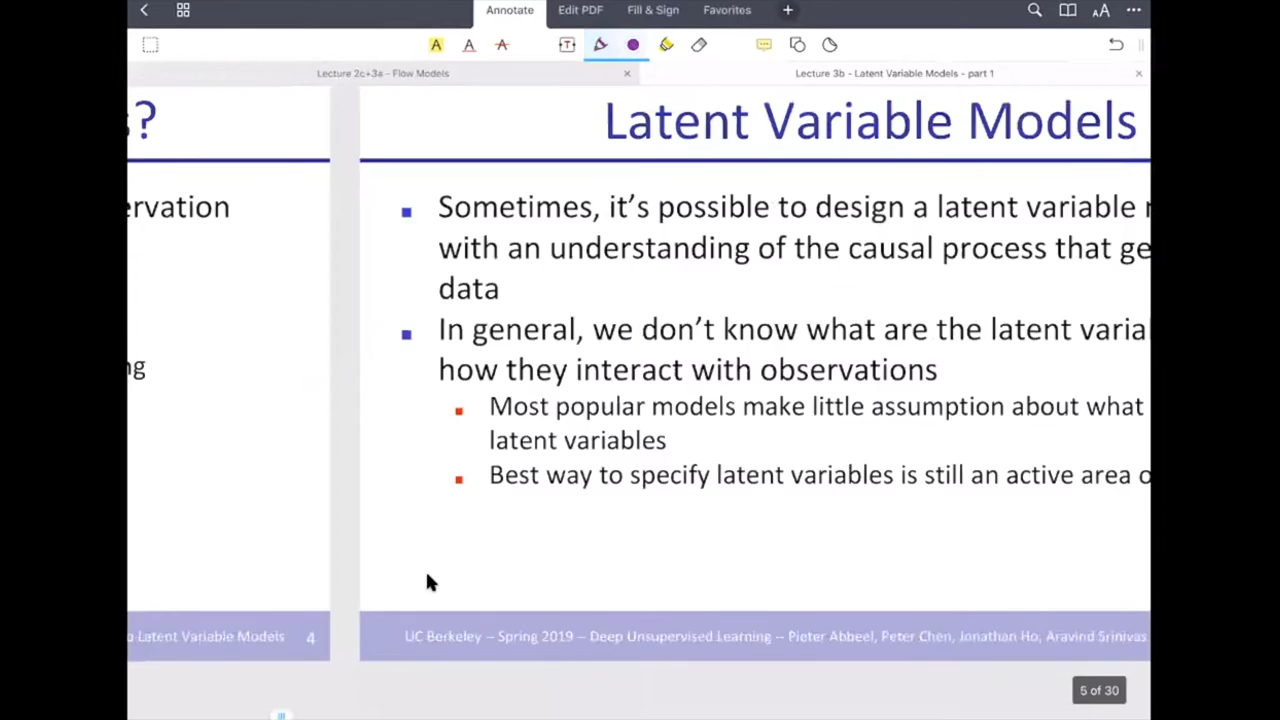 Annotate Edit PDF Fill & Sign Favorites
Lecture 2c+3a - Flow Models
Lecture 3b - Latent Variable Models - part 1
?
Latent Variable Models
Sometimes, it's possible to design a latent variable
with an understanding of the causal process that ge
data
In general, we don't know what are the latent varia
how they interact with observations
Most popular models make little assumption about what
latent variables
Best way to specify latent variables is still an active area o
ervation
ng
Latent Variable Models 4
UC Berkeley -- Spring 2019 -- Deep Unsupervised Learning -- Pieter Abbeel, Peter Chen, Jonathan Ho, Aravind Srinivas
5 of 30